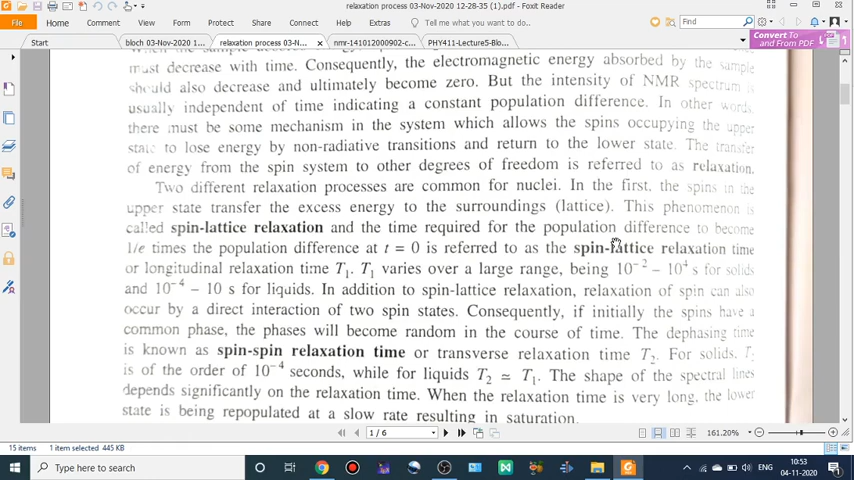 relaxation process 03-Nov-2020 12-28-35 (1).pdf - Foxit Reader
File Home Comment View Form Protect Share Connect Help Extras Tell me what you want to do... Find
Start bloch 03-Nov-2020 1... relaxation process 03-N... nmr-141012000902-c... PHY411-Lecture5-Blo...
Convert To
and From PDF
must decrease with time. Consequently, the electromagnetic energy absorbed by the sample
should also decrease and ultimately become zero. But the intensity of NMR spectrum is
usually independent of time indicating a constant population difference. In other words,
there must be some mechanism in the system which allows the spins occupying the upper
state to lose energy by non-radiative transitions and return to the lower state. The transfer
of energy from the spin system to other degrees of freedom is referred to as relaxation.
Two different relaxation processes are common for nuclei. In the first, the spins in the
upper state transfer the excess energy to the surroundings (lattice). This phenomenon is
called spin-lattice relaxation and the time required for the population difference to become
1/e times the population difference at t = 0 is referred to as the spin-lattice relaxation time
or longitudinal relaxation time T₁. T₁ varies over a large range, being 10⁻² – 10⁴ s for solids
and 10⁻⁴ – 10 s for liquids. In addition to spin-lattice relaxation, relaxation of spin can also
occur by a direct interaction of two spin states. Consequently, if initially the spins have a
common phase, the phases will become random in the course of time. The dephasing time
is known as spin-spin relaxation time or transverse relaxation time T₂. For solids, T₂
is of the order of 10⁻⁴ seconds, while for liquids T₂ ≃ T₁. The shape of the spectral lines
depends significantly on the relaxation time. When the relaxation time is very long, the lower
state is being repopulated at a slow rate resulting in saturation.
1 / 6 161.20%
15 items 1 item selected 445 KB
Type here to search ENG 10:53
04-11-2020